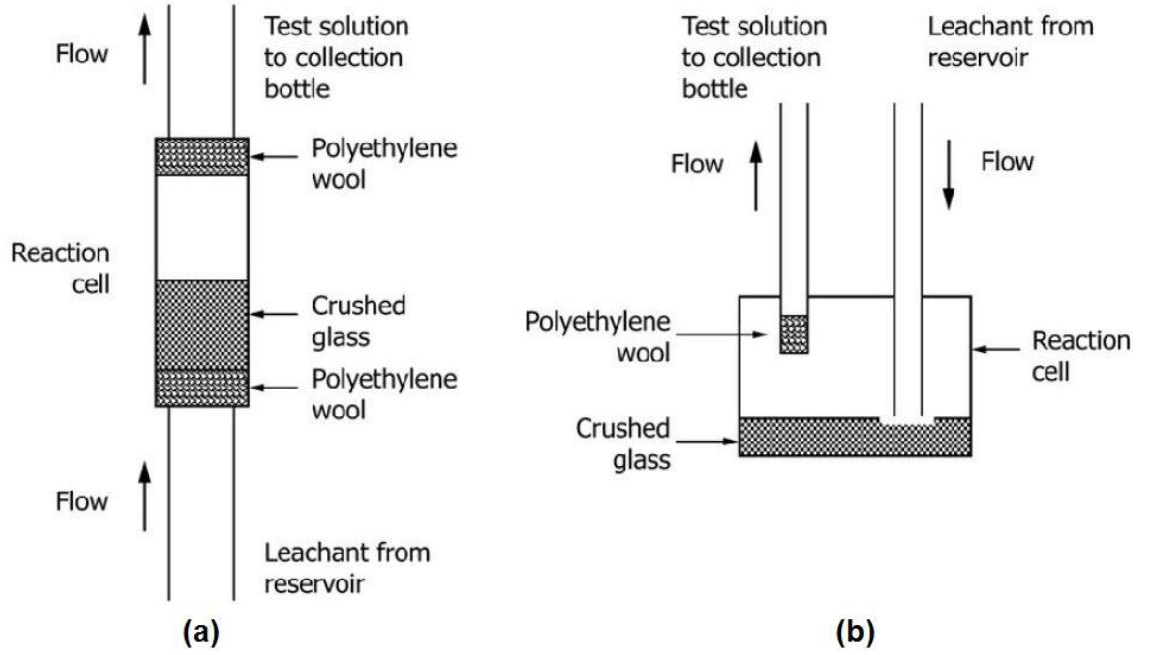 Flow
Test solution
to collection
bottle
Polyethylene
wool
Reaction
cell
Crushed
glass
Polyethylene
wool
Flow
Leachant from
reservoir
(a)
Test solution
to collection
bottle
Leachant from
reservoir
Flow
Flow
Polyethylene
wool
Reaction
cell
Crushed
glass
(b)